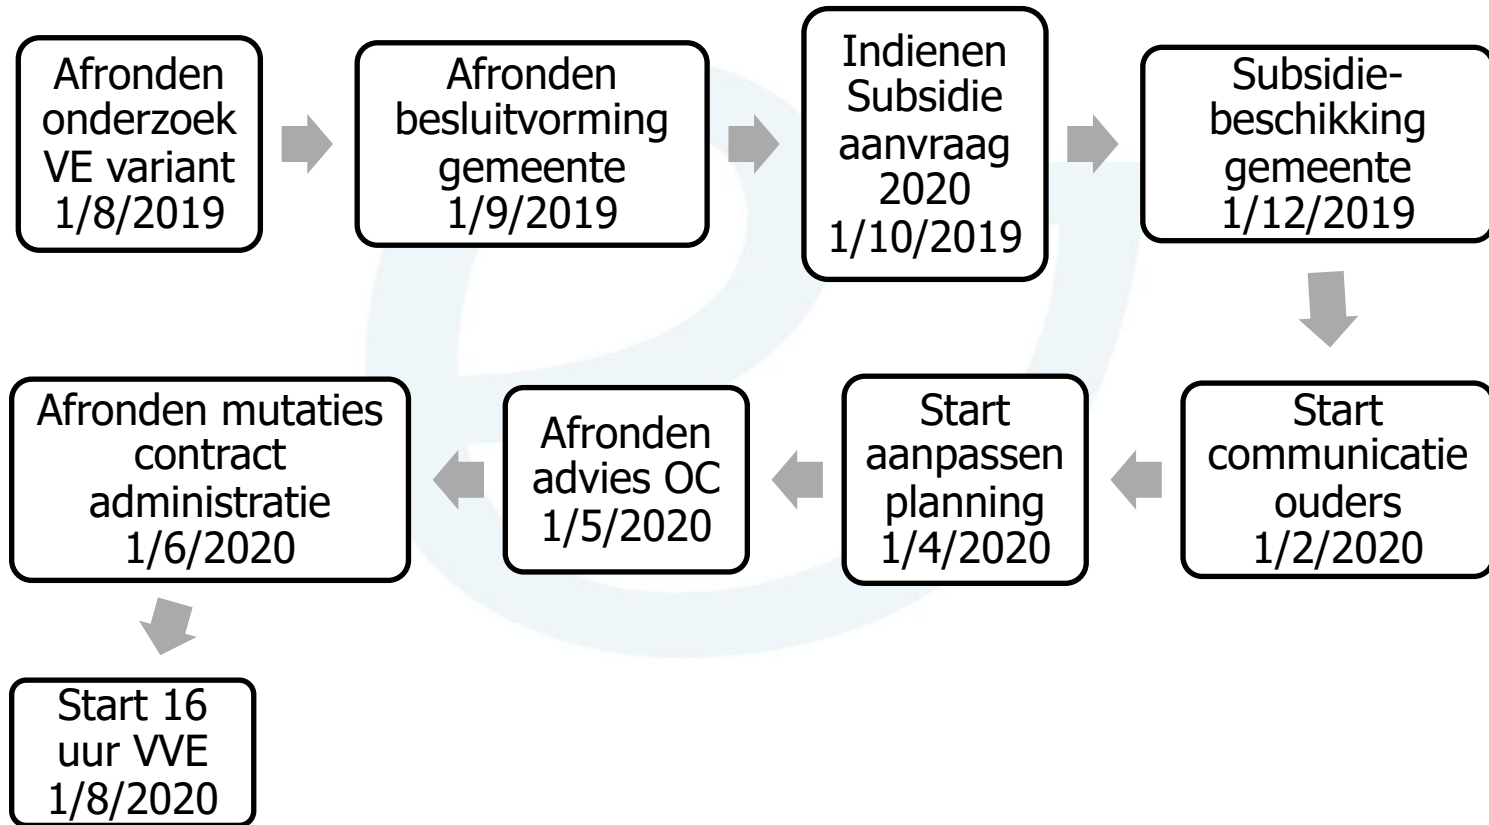 Afronden
onderzoek
VE variant
1/8/2019
Afronden
besluitvorming
gemeente
1/9/2019
Indienen
Subsidie
aanvraag
2020
1/10/2019
Subsidie-
beschikking
gemeente
1/12/2019
Start
communicatie
ouders
1/2/2020
Start
aanpassen
planning
1/4/2020
Afronden
advies OC
1/5/2020
Afronden mutaties
contract
administratie
1/6/2020
Start 16
uur VVE
1/8/2020